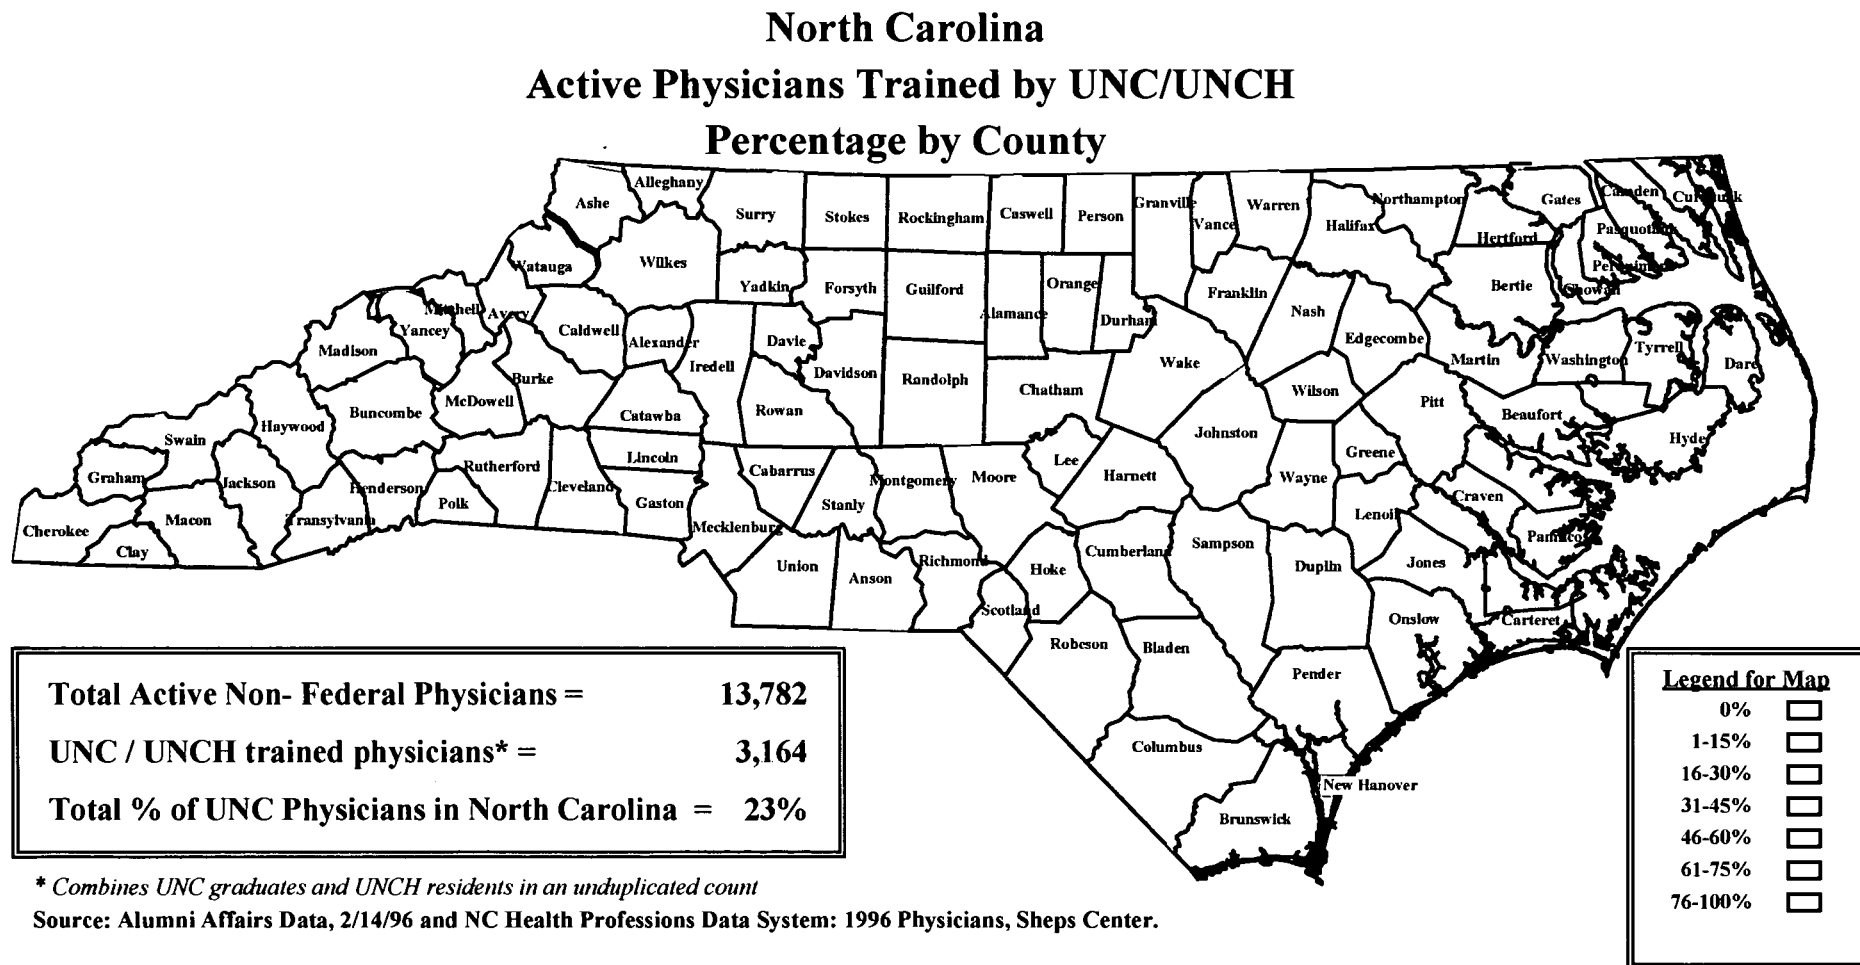 North Carolina
Active Physicians Trained by UNC/UNCH
Percentage by County
Alleghany
Ashe
Surry
Stokes
Rockingham
Caswell
Person
Granville
Vance
Warren
Halifax
Northampton
Gates
Camden
Currituck
Hertford
Pasquotank
Perquimans
Chowan
Bertie
Watauga
Wilkes
Yadkin
Forsyth
Guilford
Alamance
Orange
Durham
Franklin
Nash
Edgecombe
Martin
Washington
Tyrrell
Dare
Mitchell
Avery
Yancey
Madison
Caldwell
Alexander
Iredell
Davie
Davidson
Randolph
Chatham
Wake
Wilson
Pitt
Beaufort
Hyde
Burke
McDowell
Buncombe
Haywood
Swain
Graham
Jackson
Catawba
Rowan
Lincoln
Rutherford
Henderson
Polk
Cleveland
Gaston
Cabarrus
Stanly
Montgomery
Moore
Lee
Harnett
Johnston
Wayne
Greene
Lenoir
Craven
Pamlico
Cherokee
Clay
Macon
Transylvania
Mecklenburg
Union
Anson
Richmond
Scotland
Hoke
Cumberland
Sampson
Duplin
Jones
Onslow
Carteret
Robeson
Bladen
Pender
Columbus
New Hanover
Brunswick
Total Active Non- Federal Physicians = 13,782
UNC / UNCH trained physicians* = 3,164
Total % of UNC Physicians in North Carolina = 23%
* Combines UNC graduates and UNCH residents in an unduplicated count
Source: Alumni Affairs Data, 2/14/96 and NC Health Professions Data System: 1996 Physicians, Sheps Center.
Legend for Map
0%
1-15%
16-30%
31-45%
46-60%
61-75%
76-100%